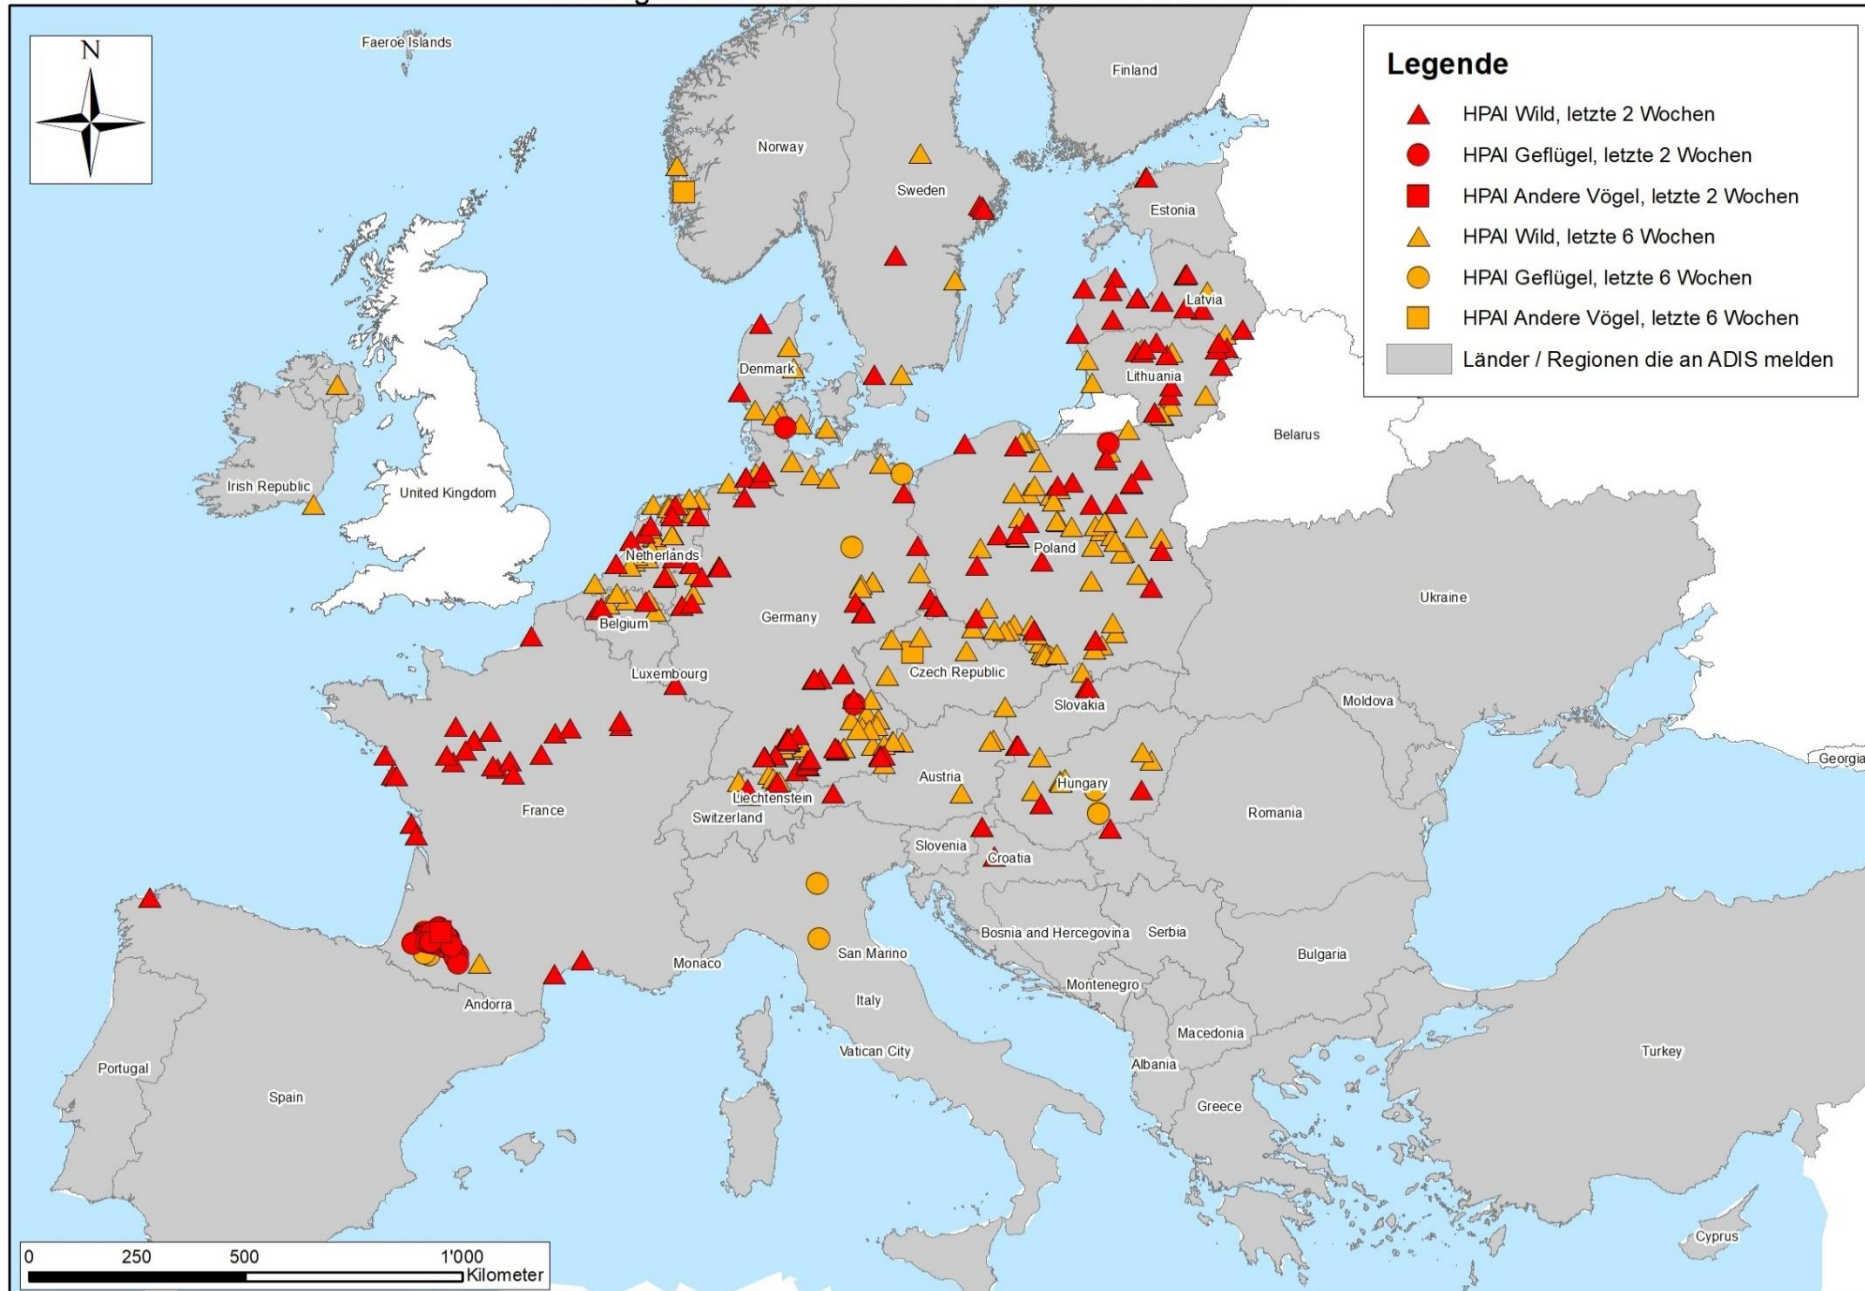 N
Faeroe Islands
Finland
Norway
Sweden
Estonia
Latvia
Denmark
Lithuania
Belarus
Irish Republic
United Kingdom
Netherlands
Poland
Belgium
Germany
Ukraine
Luxembourg
Czech Republic
Slovakia
Moldova
Georgia
Austria
Hungary
Liechtenstein
Switzerland
France
Romania
Slovenia
Croatia
Bosnia and Hercegovina
Serbia
San Marino
Bulgaria
Monaco
Andorra
Montenegro
Italy
Macedonia
Vatican City
Albania
Turkey
Portugal
Spain
Greece
Cyprus
Legende
HPAI Wild, letzte 2 Wochen
HPAI Geflügel, letzte 2 Wochen
HPAI Andere Vögel, letzte 2 Wochen
HPAI Wild, letzte 6 Wochen
HPAI Geflügel, letzte 6 Wochen
HPAI Andere Vögel, letzte 6 Wochen
Länder / Regionen die an ADIS melden
0 250 500 1'000
Kilometer